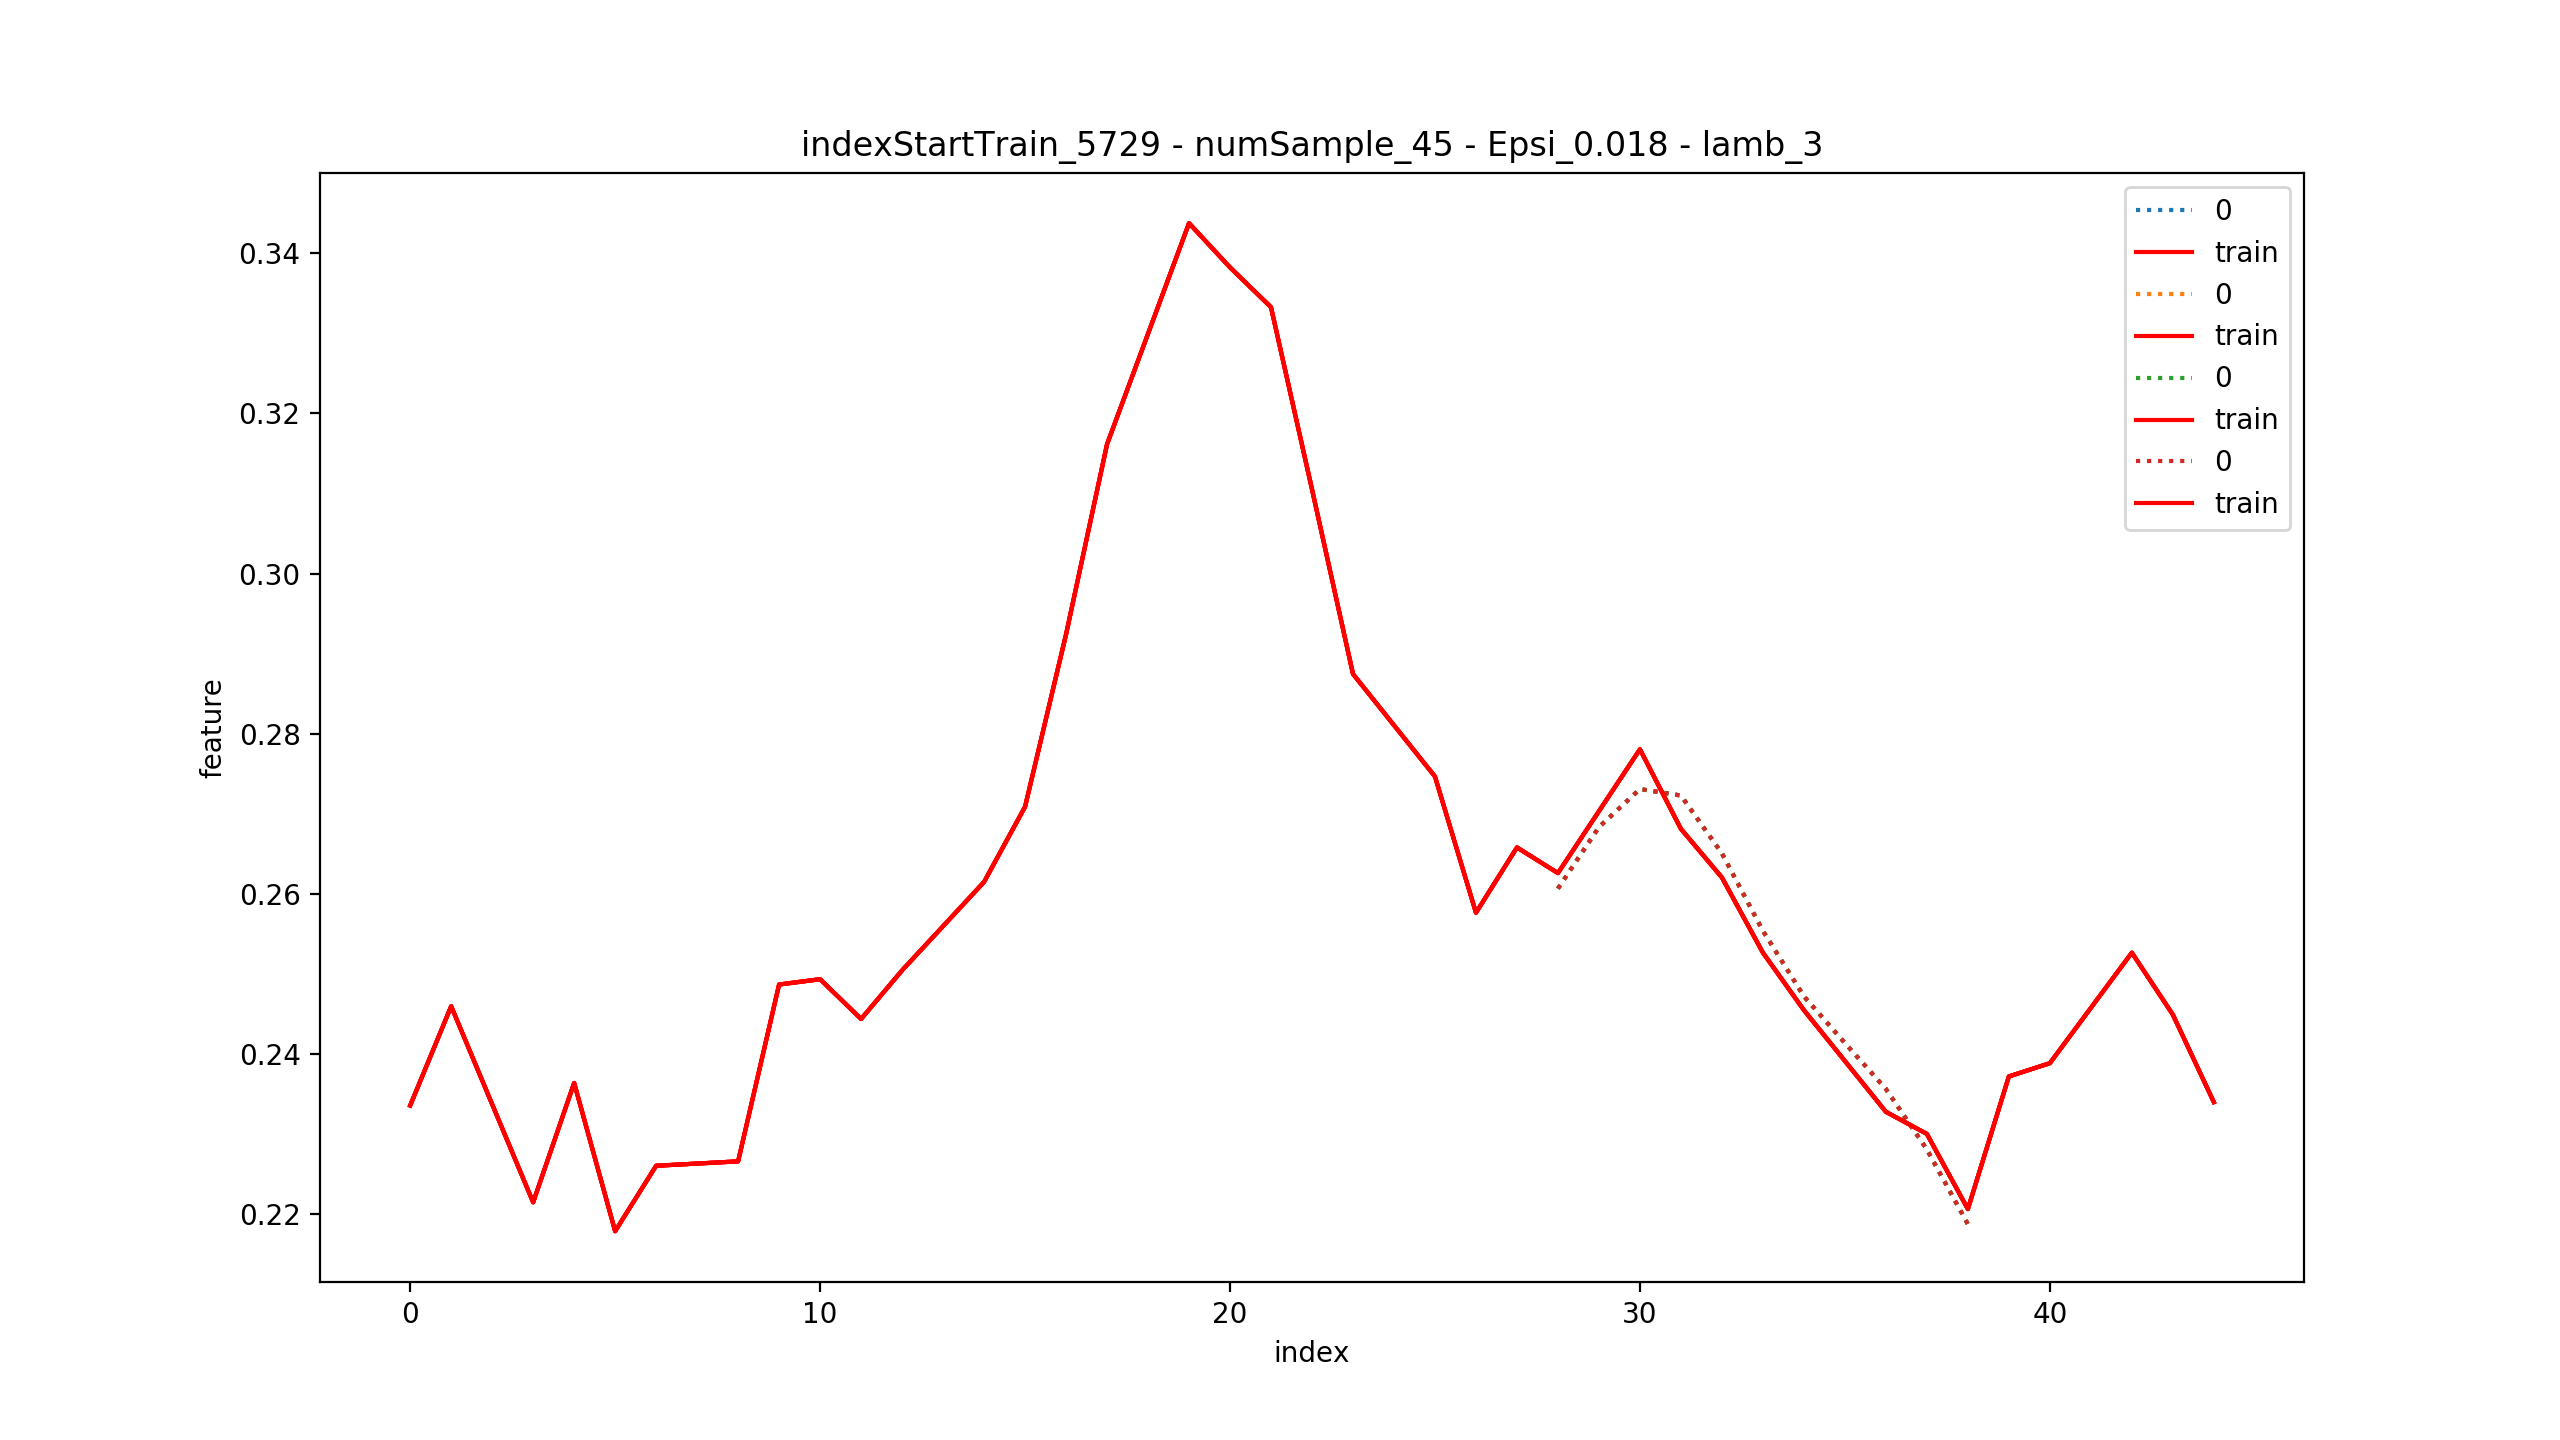 indexStartTrain_5729 - numSample_45 - Epsi_0.018 - lamb_3
0
train
0
train
0
train
0
train
0.34
0.32
0.30
0.28
0.26
0.24
0.22
feature
0 10 20 30 40
index